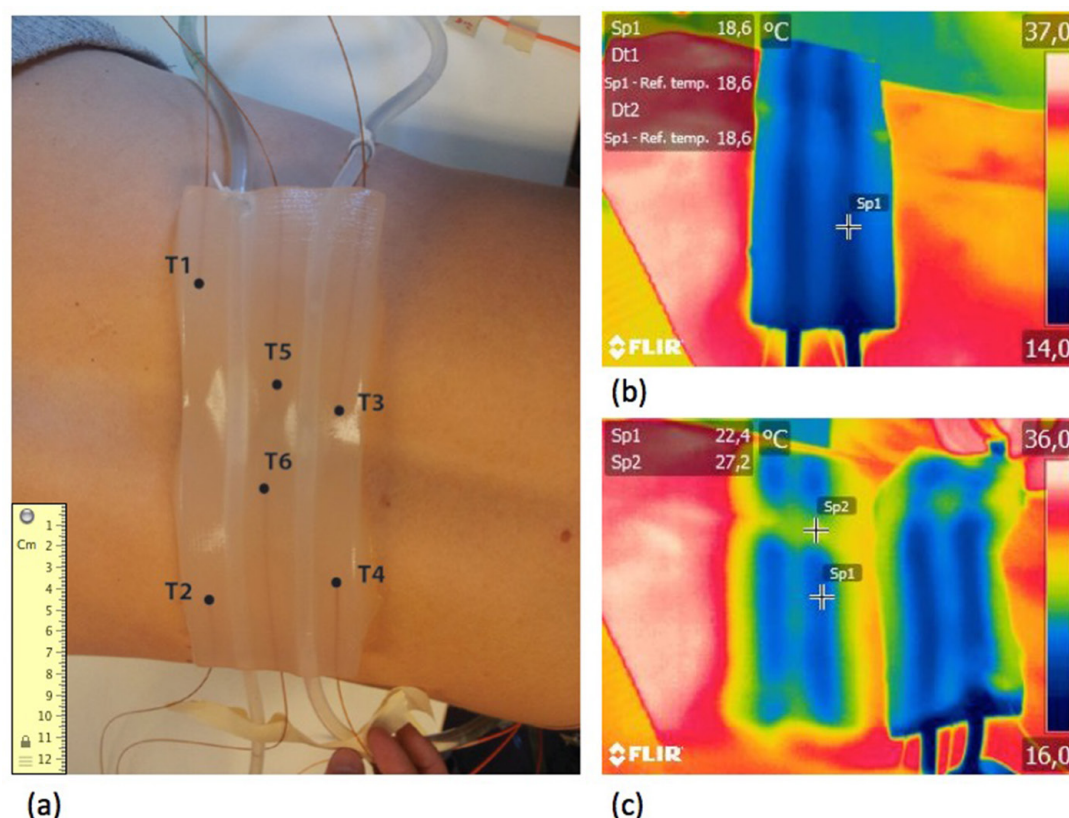 T1
T5
T3
T6
T2
T4
Cm
1
2
3
4
5
6
7
8
9
10
11
12
(a)
Sp1 18,6 °C
Dt1
Sp1 - Ref. temp. 18,6
Dt2
Sp1 - Ref. temp. 18,6
37,0
Sp1
FLIR
14,0
(b)
Sp1 22,4 °C
Sp2 27,2
36,0
Sp2
Sp1
FLIR
16,0
(c)